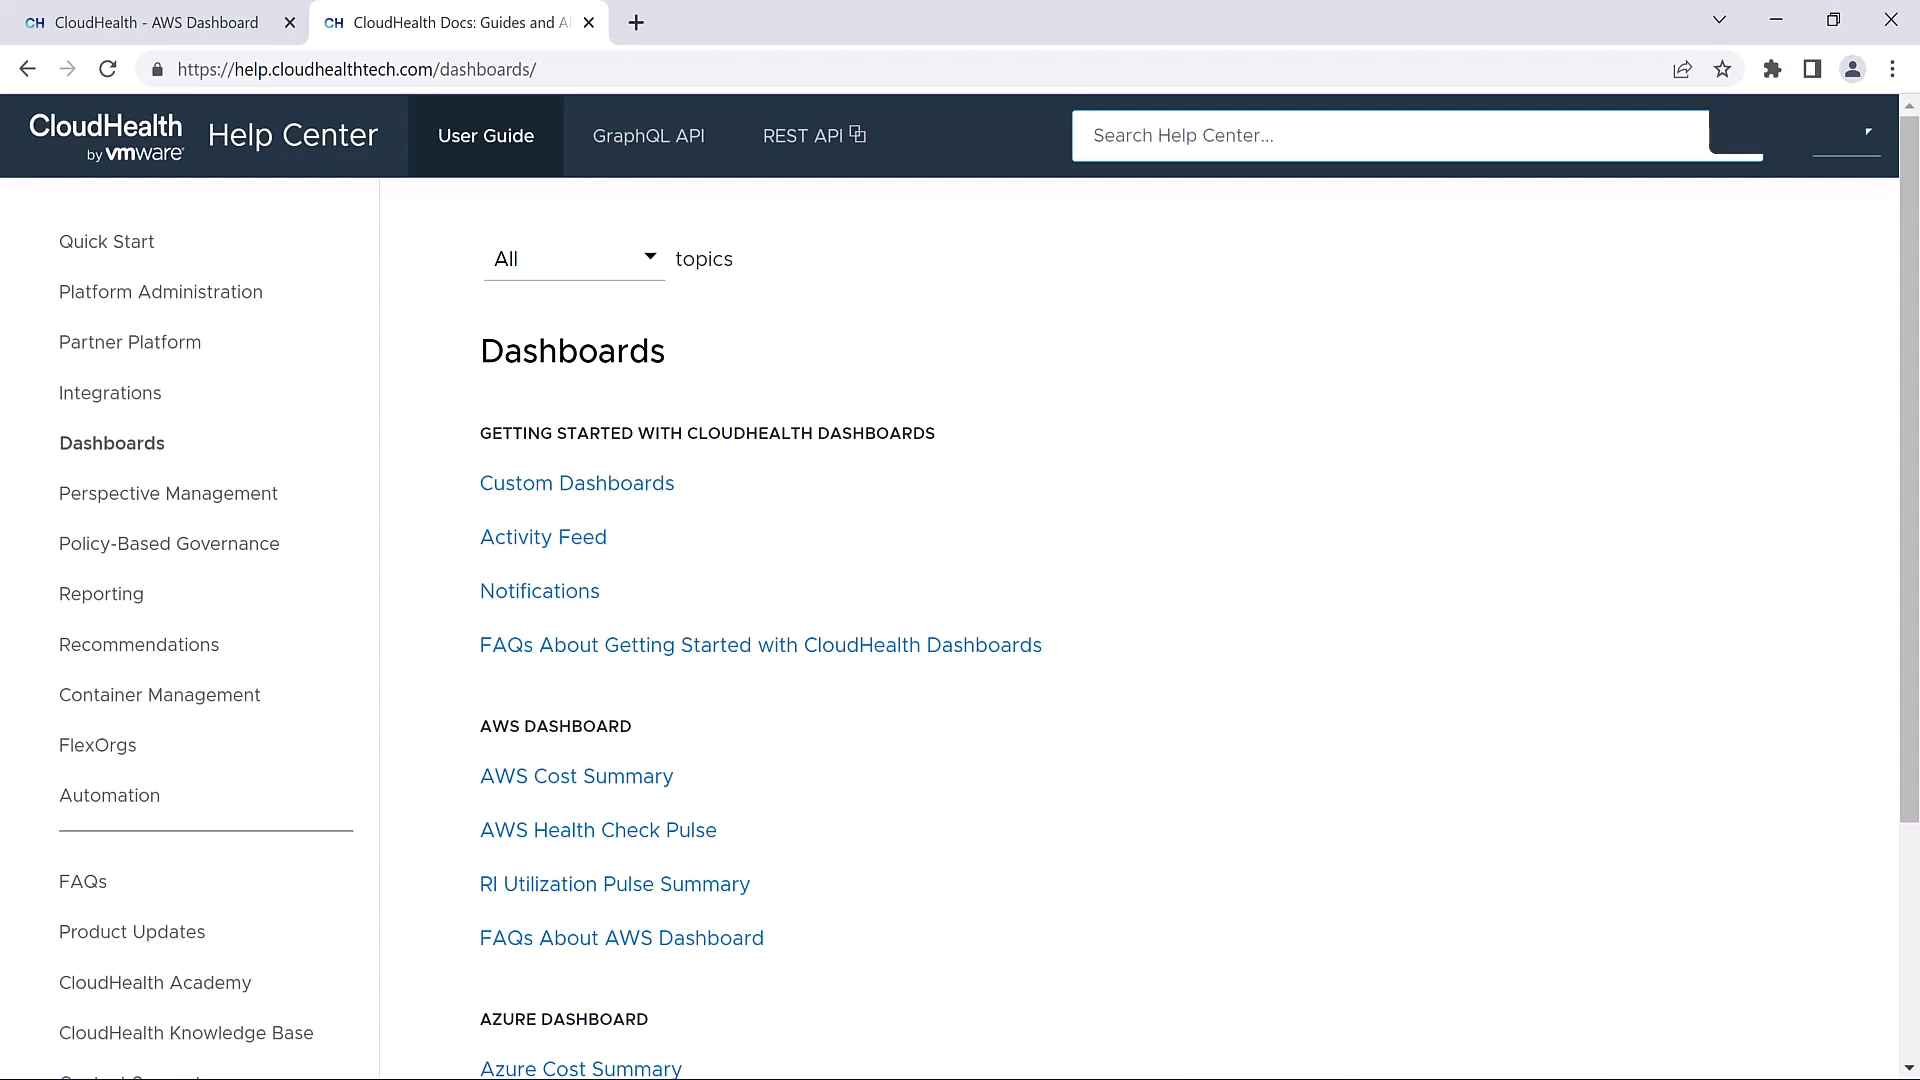 CH CloudHealth - AWS Dashboard
CH CloudHealth Docs: Guides and A
https://help.cloudhealthtech.com/dashboards/
CloudHealth
by vmware
Help Center
User Guide
GraphQL API
REST API
Search Help Center...
Quick Start
Platform Administration
Partner Platform
Integrations
Dashboards
Perspective Management
Policy-Based Governance
Reporting
Recommendations
Container Management
FlexOrgs
Automation
FAQs
Product Updates
CloudHealth Academy
CloudHealth Knowledge Base
All topics
Dashboards
GETTING STARTED WITH CLOUDHEALTH DASHBOARDS
Custom Dashboards
Activity Feed
Notifications
FAQs About Getting Started with CloudHealth Dashboards
AWS DASHBOARD
AWS Cost Summary
AWS Health Check Pulse
RI Utilization Pulse Summary
FAQs About AWS Dashboard
AZURE DASHBOARD
Azure Cost Summary